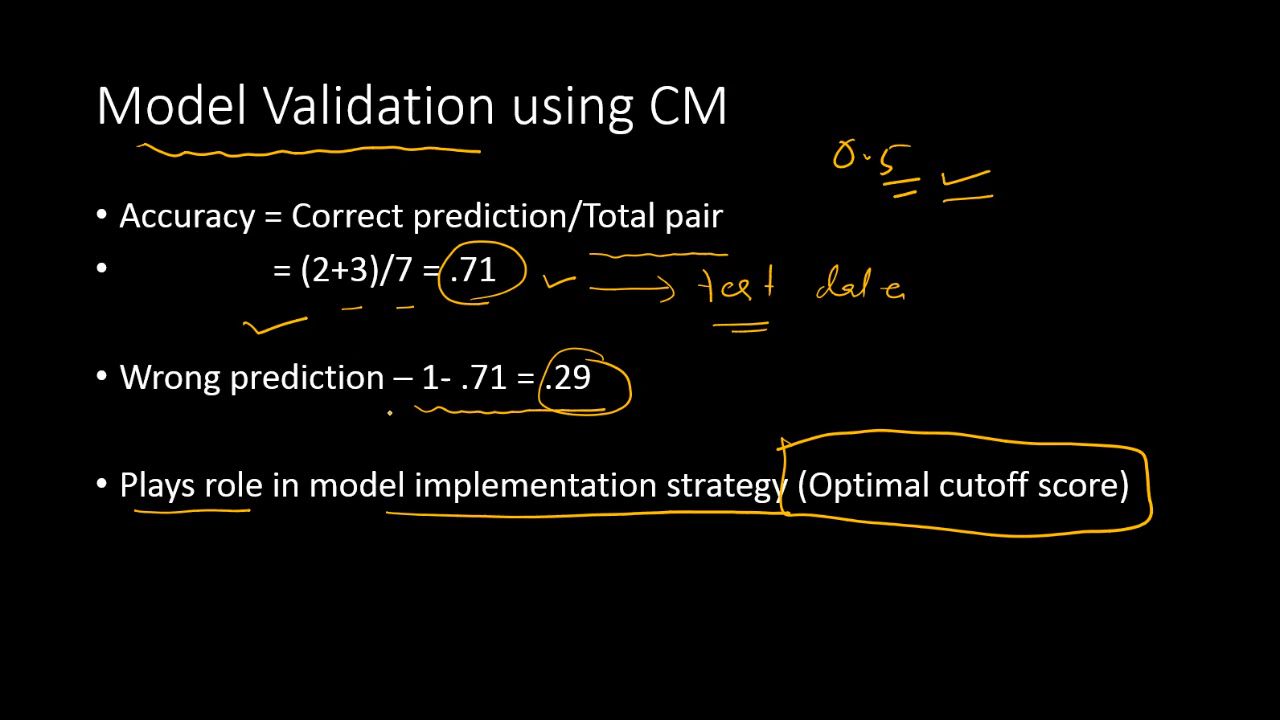 Model Validation using CM
0.5
• Accuracy = Correct prediction/Total pair
• = (2+3)/7 = .71 test data
• Wrong prediction – 1- .71 = .29
• Plays role in model implementation strategy (Optimal cutoff score)